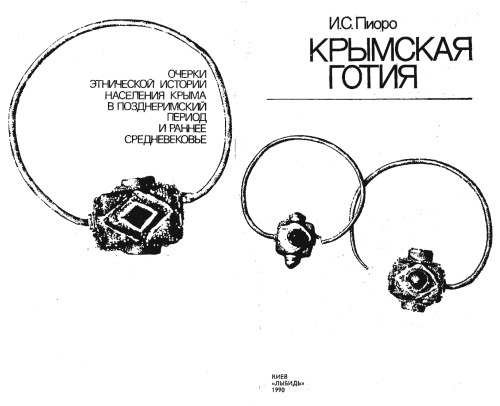 ОЧЕРКИ
ЭТНИЧЕСКОЙ ИСТОРИИ
НАСЕЛЕНИЯ КРЫМА
В ПОЗДНЕРИМСКИЙ
ПЕРИОД
И РАННЕЕ
СРЕДНЕВЕКОВЬЕ
И.С. Пиоро
КРЫМСКАЯ
ГОТИЯ
КИЕВ
«ЛЫБИДЬ»
1990